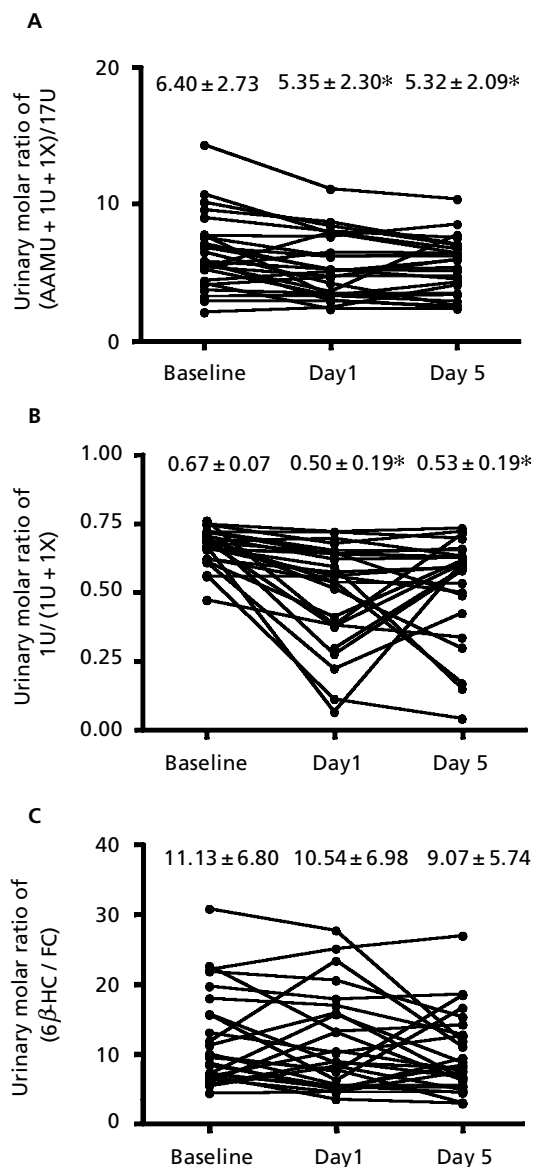 A
Urinary molar ratio of
(AAMU + 1U + 1X)/17U
20
10
0
6.40 ± 2.73 5.35 ± 2.30* 5.32 ± 2.09*
Baseline Day1 Day 5
B
Urinary molar ratio of
1U/ (1U + 1X)
1.00
0.75
0.50
0.25
0.00
0.67 ± 0.07 0.50 ± 0.19* 0.53 ± 0.19*
Baseline Day1 Day 5
C
Urinary molar ratio of
(6β-HC / FC)
40
30
20
10
0
11.13 ± 6.80 10.54 ± 6.98 9.07 ± 5.74
Baseline Day1 Day 5